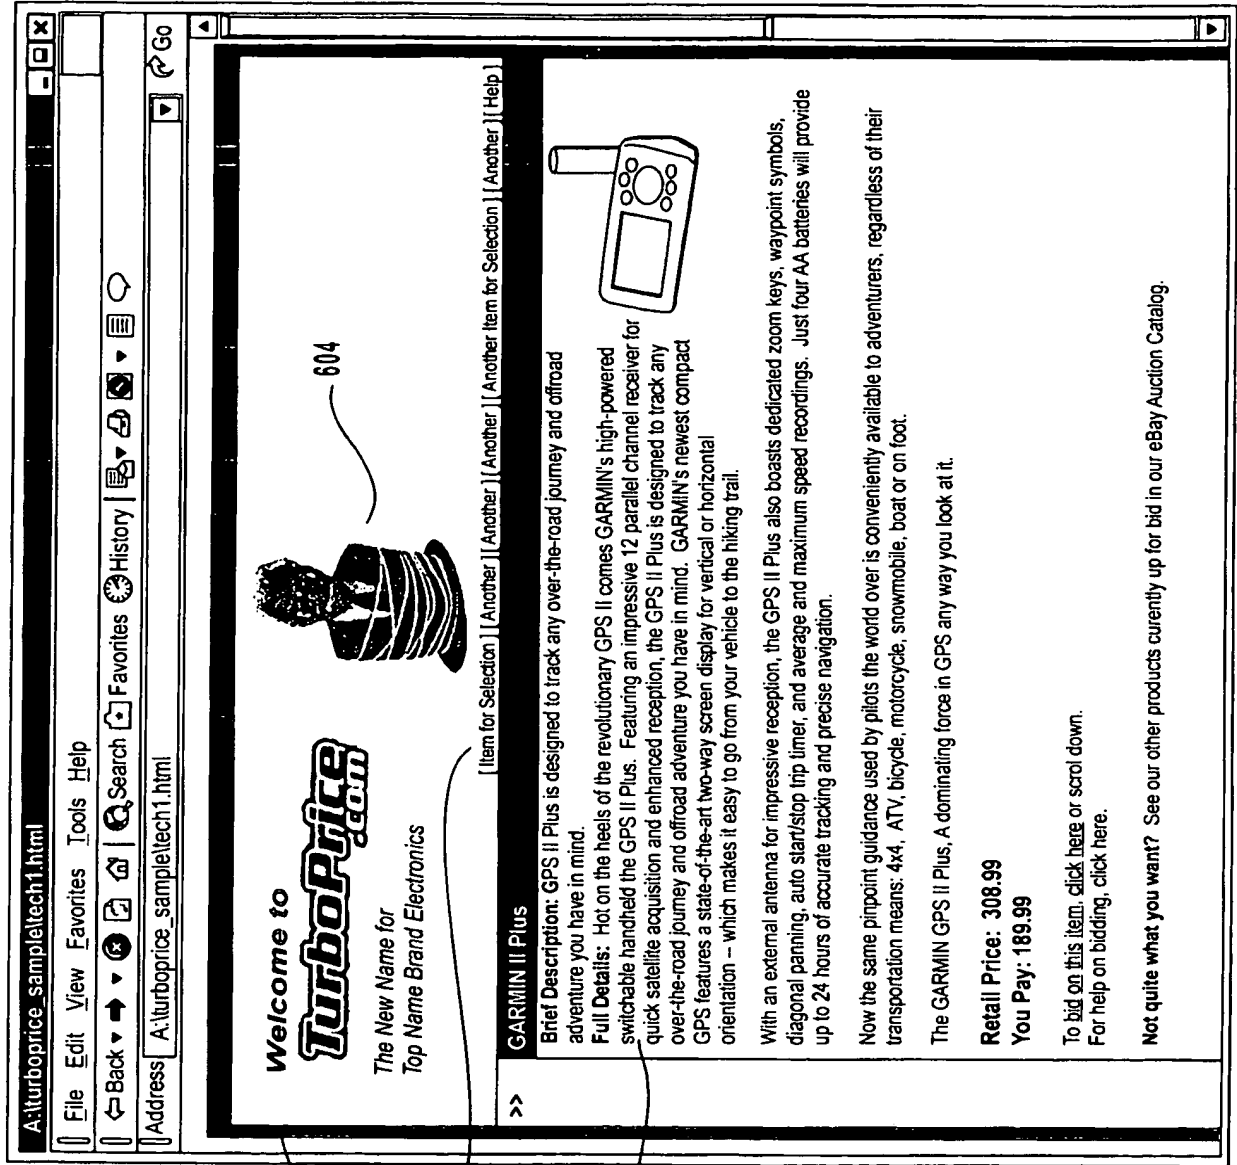 A:\turboprice_sample\tech1.html
File Edit View Favorites Tools Help
Back Search Favorites History
Address A:\turboprice_sample\tech1.html Go
Welcome to
TurboPrice
.com
The New Name for
Top Name Brand Electronics
604
[ Item for Selection ] [ Another ] [ Another ] [ Another ] [ Another Item for Selection ] [ Another ] [ Help ]
>>
GARMIN II Plus
Brief Description: GPS II Plus is designed to track any over-the-road journey and offroad
adventure you have in mind.
Full Details: Hot on the heels of the revolutionary GPS II comes GARMIN's high-powered
switchable handheld the GPS II Plus. Featuring an impressive 12 parallel channel receiver for
quick satellite acquisition and enhanced reception, the GPS II Plus is designed to track any
over-the-road journey and offroad adventure you have in mind. GARMIN's newest compact
GPS features a state-of-the-art two-way screen display for vertical or horizontal
orientation – which makes it easy to go from your vehicle to the hiking trail.
With an external antenna for impressive reception, the GPS II Plus also boasts dedicated zoom keys, waypoint symbols,
diagonal panning, auto start/stop trip timer, and average and maximum speed recordings. Just four AA batteries will provide
up to 24 hours of accurate tracking and precise navigation.
Now the same pinpoint guidance used by pilots the world over is conveniently available to adventurers, regardless of their
transportation means: 4x4, ATV, bicycle, motorcycle, snowmobile, boat or on foot.
The GARMIN GPS II Plus, A dominating force in GPS any way you look at it.
Retail Price: 308.99
You Pay: 189.99
To bid on this item, click here or scrol down.
For help on bidding, click here.
Not quite what you want? See our other products curently up for bid in our eBay Auction Catalog.